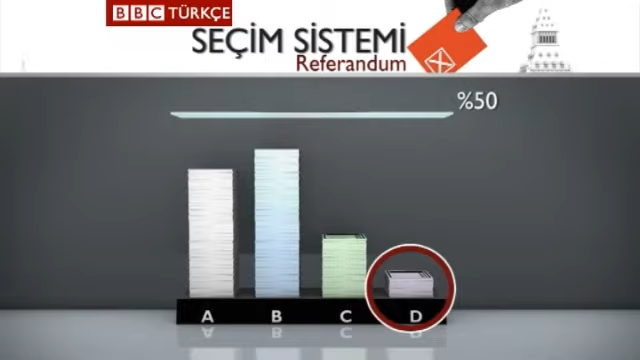 BBC TÜRKÇE
SEÇİM SİSTEMİ
Referandum
%50
A B C D